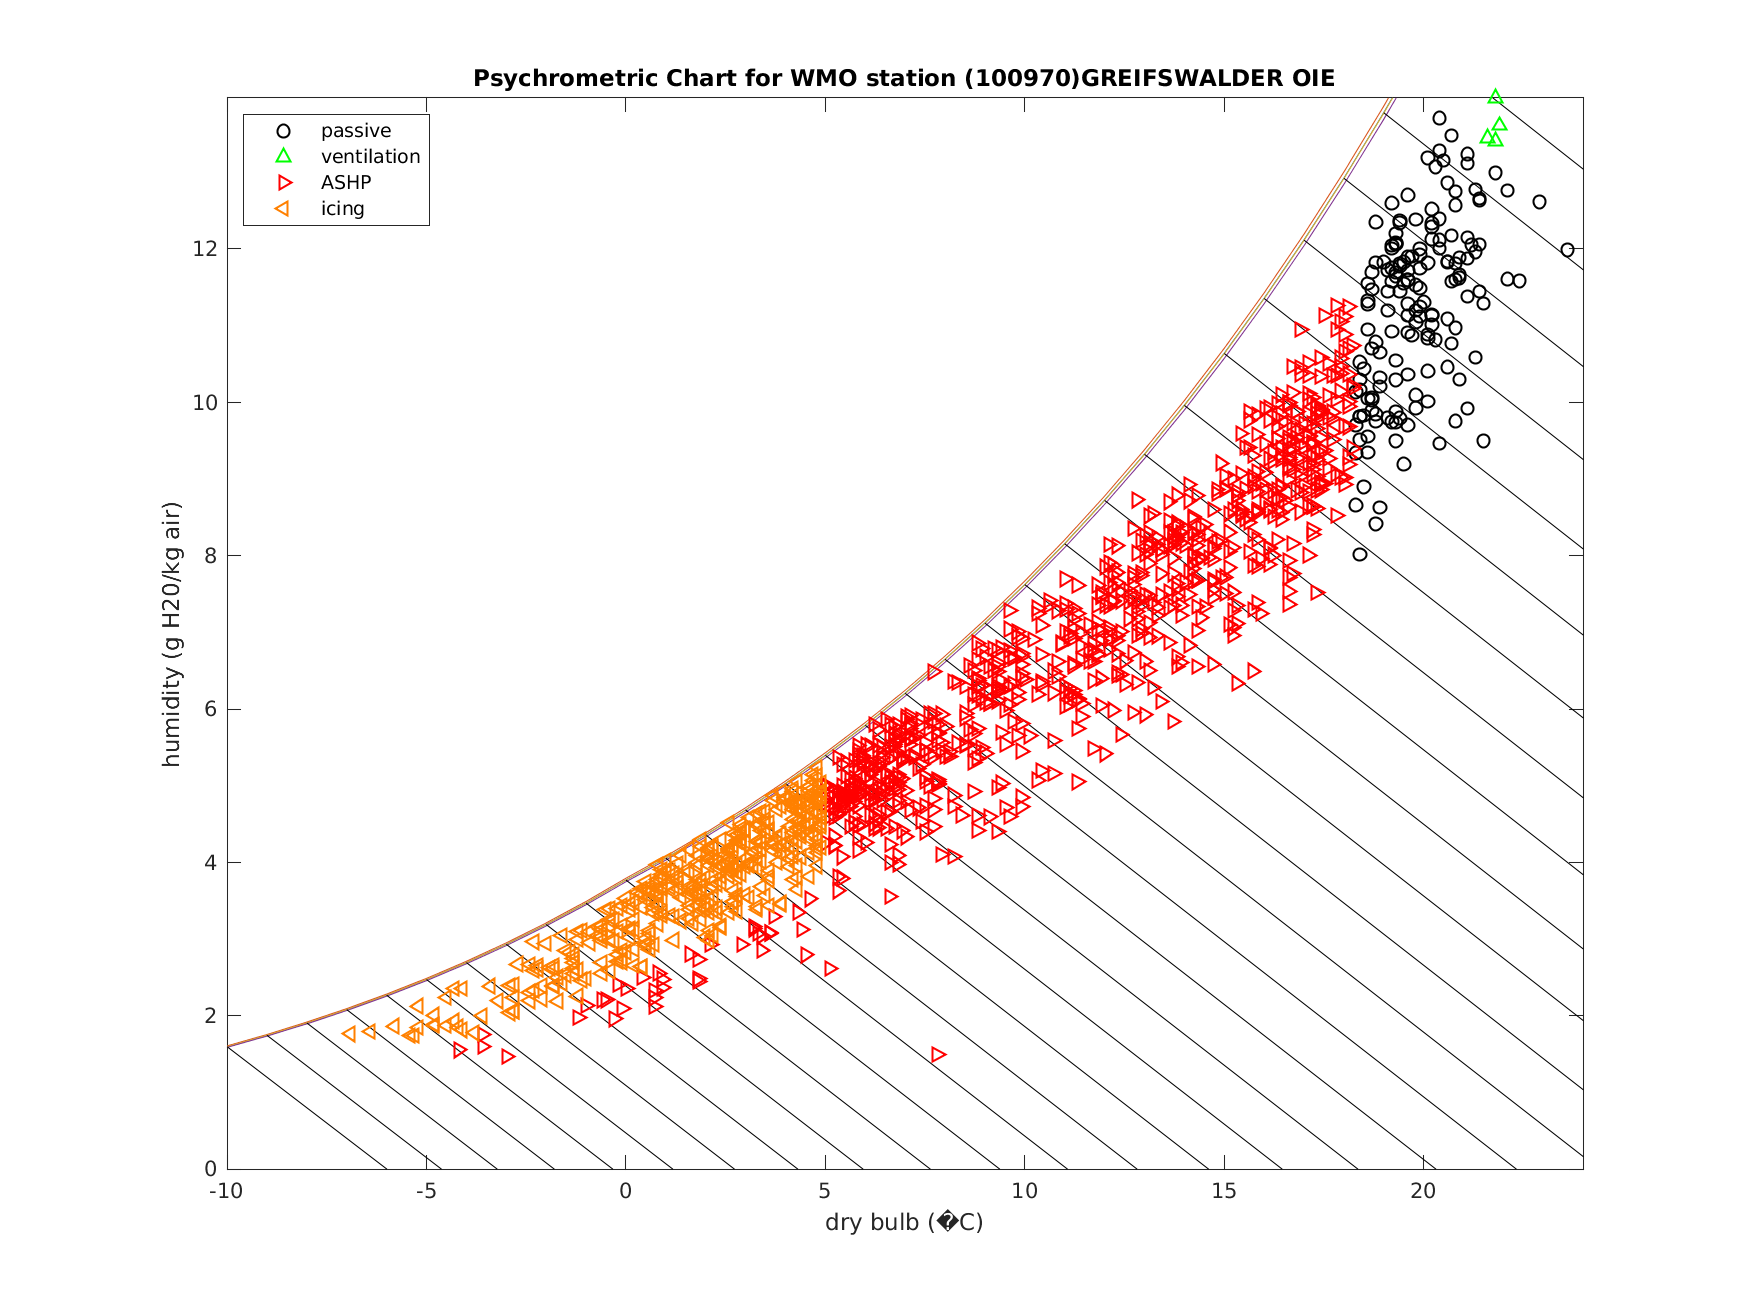 Psychrometric Chart for WMO station (100970)GREIFSWALDER OIE
passive
ventilation
ASHP
icing
humidity (g H20/kg air)
12
10
8
6
4
2
0
-10 -5 0 5 10 15 20
dry bulb (�C)